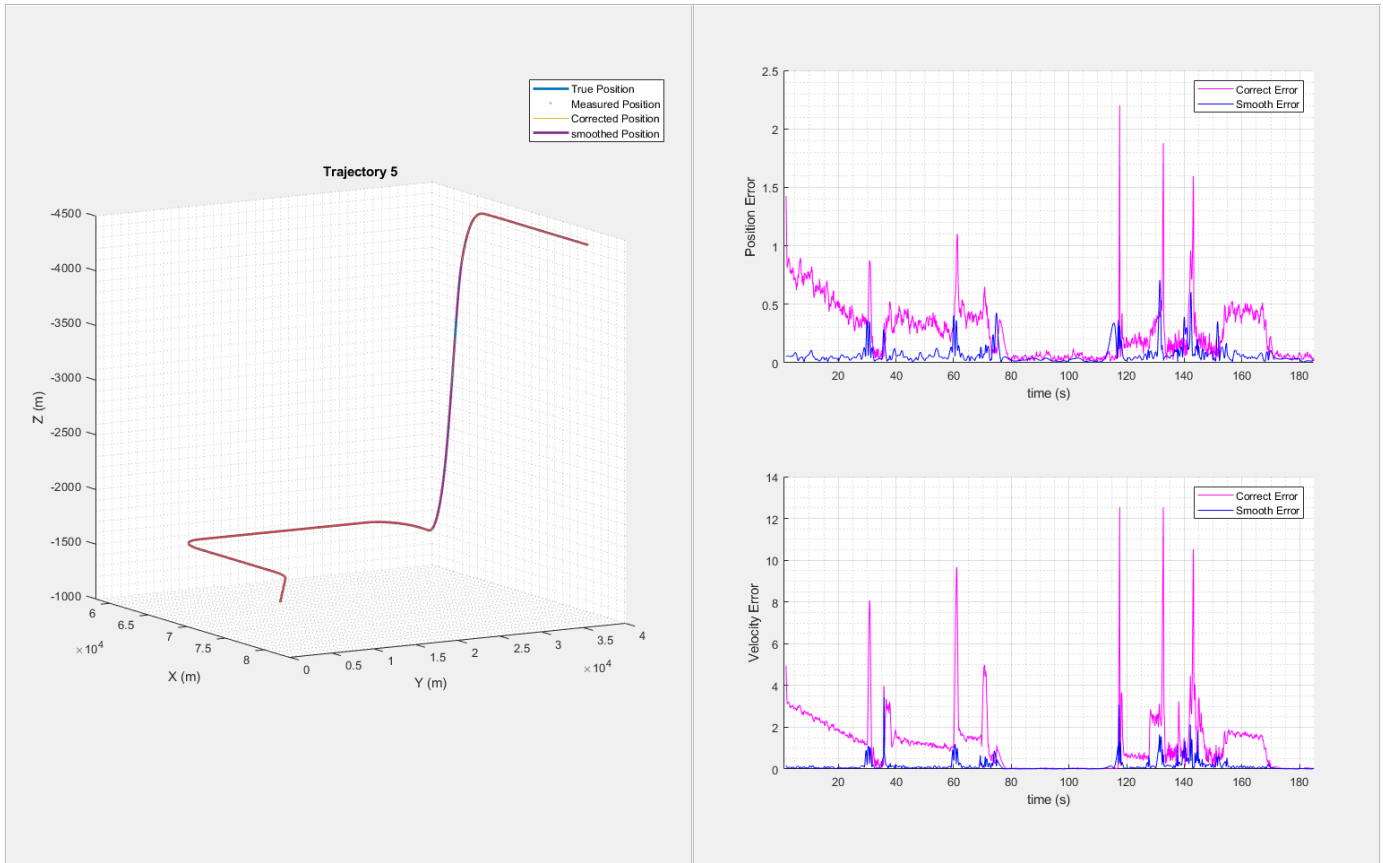 True Position
Measured Position
Corrected Position
smoothed Position
Trajectory 5
-4500
-4000
-3500
-3000
-2500
-2000
-1500
-1000
Z (m)
6
6.5
7
7.5
8
×10^4
X (m)
0
0.5
1
1.5
2
2.5
3
3.5
4
×10^4
Y (m)
2.5
2
1.5
1
0.5
0
Position Error
Correct Error
Smooth Error
20 40 60 80 100 120 140 160 180
time (s)
14
12
10
8
6
4
2
0
Velocity Error
Correct Error
Smooth Error
20 40 60 80 100 120 140 160 180
time (s)